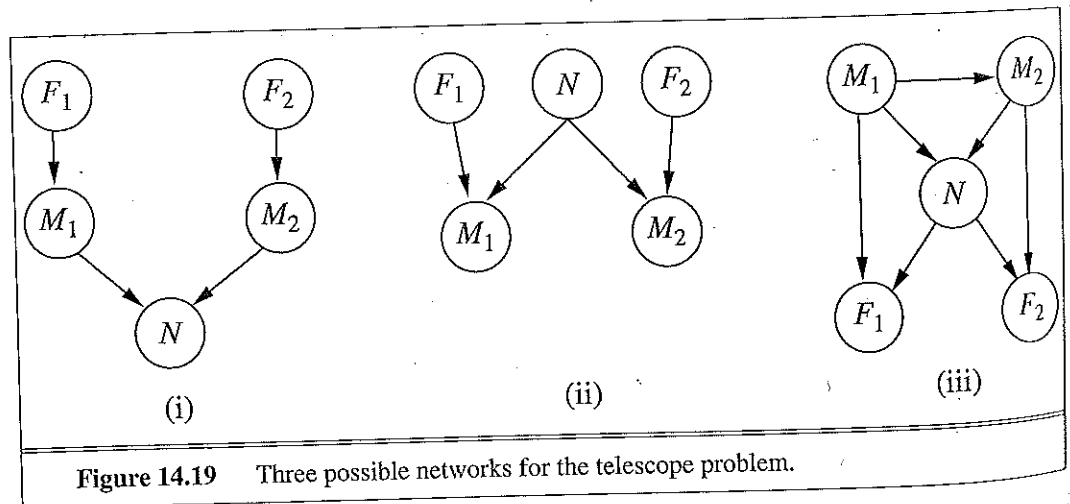 F₁ F₂ F₁ N F₂ M₁ M₂
M₁ M₂ M₁ M₂ N
N F₁ F₂
(i) (ii) (iii)
Figure 14.19 Three possible networks for the telescope problem.